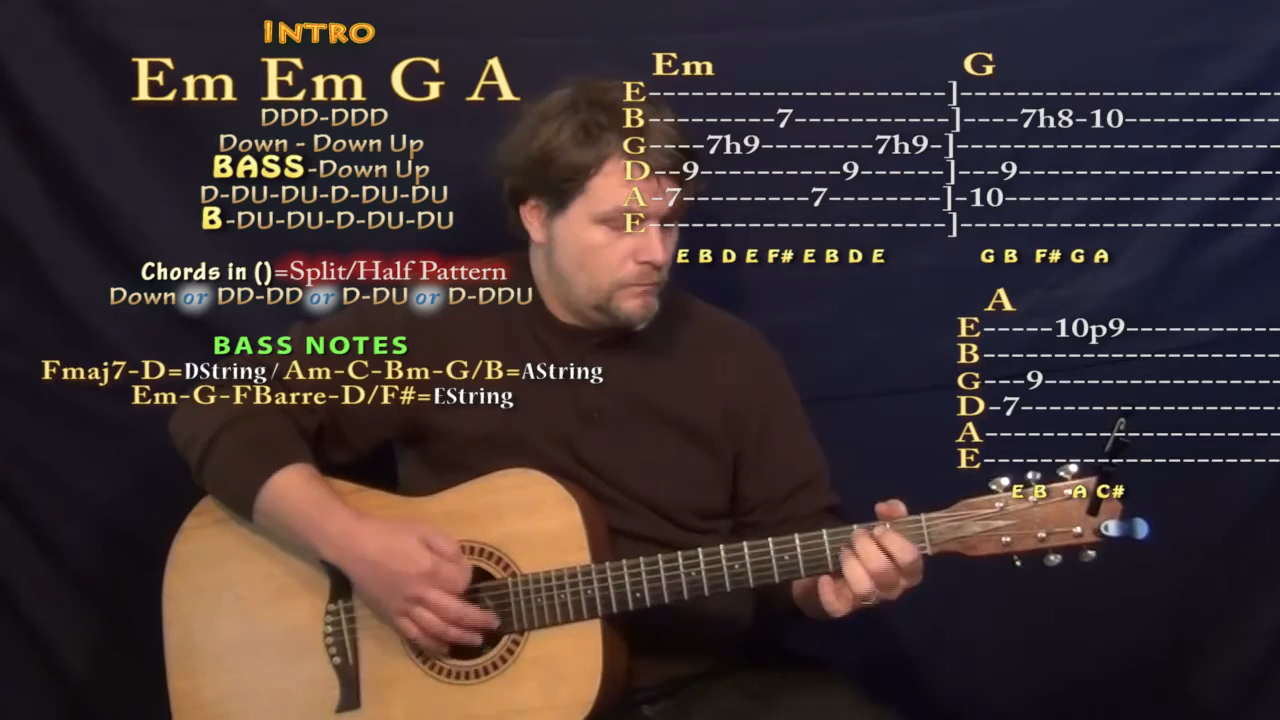 INTRO
Em Em G A
DDD-DDD
Down - Down Up
BASS-Down Up
D-DU-DU-D-DU-DU
B-DU-DU-D-DU-DU
Chords in ()=Split/Half Pattern
Down or DD-DD or D-DU or D-DDU
BASS NOTES
Fmaj7-D=DString / Am-C-Bm-G/B=AString
Em-G-FBarre-D/F#=EString
Em
E-----------------------]
B----------7------------]
G----7h9---------7h9-]
D--9-----------9--------]
A-7----------7----------]
E-----------------------]
E B D E F# E B D E
G
-------------------------
----7h8-10------------
-------------------------
---9---------------------
-10----------------------
-------------------------
G B F# G A
A
E-----10p9-------------
B-----------------------
G---9-------------------
D-7---------------------
A-----------------------
E-----------------------
E B A C#